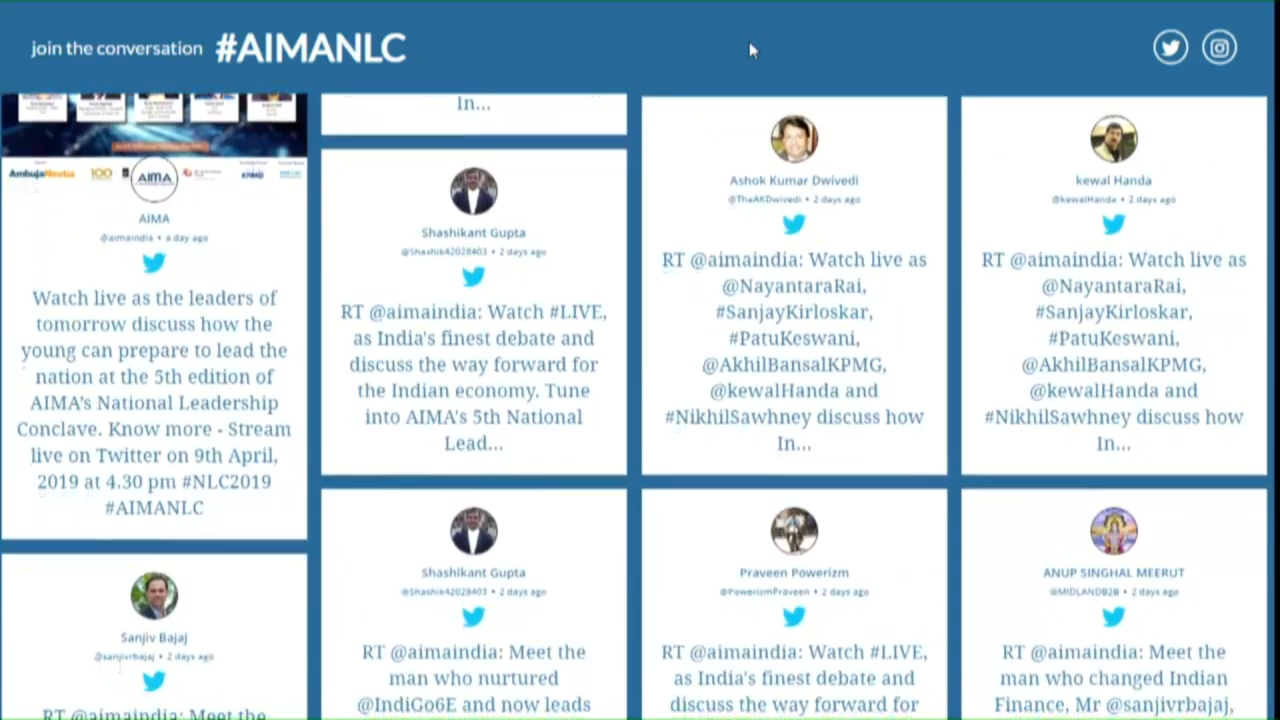 join the conversation #AIMANLC
AmbujaNeotia
100
AIMA
KPMG
AIMA
@aimaindia • a day ago
Watch live as the leaders of
tomorrow discuss how the
young can prepare to lead the
nation at the 5th edition of
AIMA's National Leadership
Conclave. Know more - Stream
live on Twitter on 9th April,
2019 at 4.30 pm #NLC2019
#AIMANLC
Sanjiv Bajaj
@sanjivrbajaj • 2 days ago
RT @aimaindia: Meet the
In...
Shashikant Gupta
@Shashik42028403 • 2 days ago
RT @aimaindia: Watch #LIVE,
as India's finest debate and
discuss the way forward for
the Indian economy. Tune
into AIMA's 5th National
Lead...
Shashikant Gupta
@Shashik42028403 • 2 days ago
RT @aimaindia: Meet the
man who nurtured
@IndiGo6E and now leads
Ashok Kumar Dwivedi
@TheAKDwivedi • 2 days ago
RT @aimaindia: Watch live as
@NayantaraRai,
#SanjayKirloskar,
#PatuKeswani,
@AkhilBansalKPMG,
@kewalHanda and
#NikhilSawhney discuss how
In...
Praveen Powerizm
@PowerizmPraveen • 2 days ago
RT @aimaindia: Watch #LIVE,
as India's finest debate and
discuss the way forward for
kewal Handa
@kewalHanda • 2 days ago
RT @aimaindia: Watch live as
@NayantaraRai,
#SanjayKirloskar,
#PatuKeswani,
@AkhilBansalKPMG,
@kewalHanda and
#NikhilSawhney discuss how
In...
ANUP SINGHAL MEERUT
@MIDLANDB2B • 2 days ago
RT @aimaindia: Meet the
man who changed Indian
Finance, Mr @sanjivrbajaj,